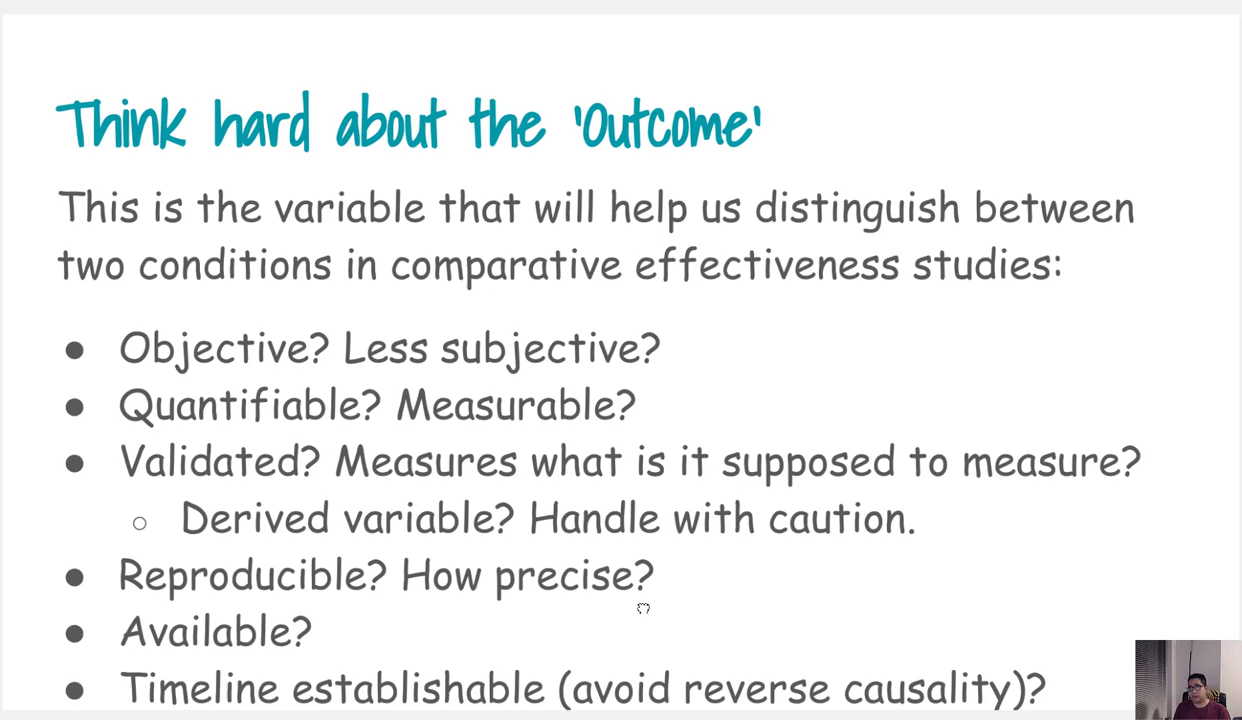 Think hard about the 'Outcome'
This is the variable that will help us distinguish between
two conditions in comparative effectiveness studies:
● Objective? Less subjective?
● Quantifiable? Measurable?
● Validated? Measures what is it supposed to measure?
○ Derived variable? Handle with caution.
● Reproducible? How precise?
● Available?
● Timeline establishable (avoid reverse causality)?